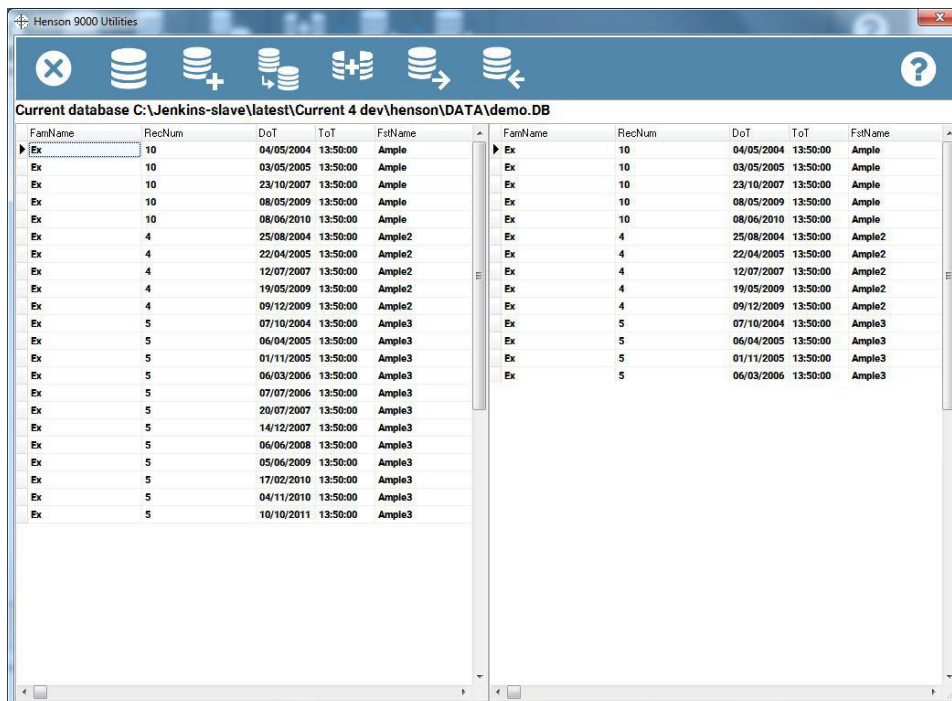 Henson 9000 Utilities
Current database C:\Jenkins-slave\latest\Current 4 dev\henson\DATA\demo.DB
FamName RecNum DoT ToT FstName
Ex 10 04/05/2004 13:50:00 Ample
Ex 10 03/05/2005 13:50:00 Ample
Ex 10 23/10/2007 13:50:00 Ample
Ex 10 08/05/2009 13:50:00 Ample
Ex 10 08/06/2010 13:50:00 Ample
Ex 4 25/08/2004 13:50:00 Ample2
Ex 4 22/04/2005 13:50:00 Ample2
Ex 4 12/07/2007 13:50:00 Ample2
Ex 4 19/05/2009 13:50:00 Ample2
Ex 4 09/12/2009 13:50:00 Ample2
Ex 5 07/10/2004 13:50:00 Ample3
Ex 5 06/04/2005 13:50:00 Ample3
Ex 5 01/11/2005 13:50:00 Ample3
Ex 5 06/03/2006 13:50:00 Ample3
Ex 5 07/07/2006 13:50:00 Ample3
Ex 5 20/07/2007 13:50:00 Ample3
Ex 5 14/12/2007 13:50:00 Ample3
Ex 5 06/06/2008 13:50:00 Ample3
Ex 5 05/06/2009 13:50:00 Ample3
Ex 5 17/02/2010 13:50:00 Ample3
Ex 5 04/11/2010 13:50:00 Ample3
Ex 5 10/10/2011 13:50:00 Ample3
FamName RecNum DoT ToT FstName
Ex 10 04/05/2004 13:50:00 Ample
Ex 10 03/05/2005 13:50:00 Ample
Ex 10 23/10/2007 13:50:00 Ample
Ex 10 08/05/2009 13:50:00 Ample
Ex 10 08/06/2010 13:50:00 Ample
Ex 4 25/08/2004 13:50:00 Ample2
Ex 4 22/04/2005 13:50:00 Ample2
Ex 4 12/07/2007 13:50:00 Ample2
Ex 4 19/05/2009 13:50:00 Ample2
Ex 4 09/12/2009 13:50:00 Ample2
Ex 5 07/10/2004 13:50:00 Ample3
Ex 5 06/04/2005 13:50:00 Ample3
Ex 5 01/11/2005 13:50:00 Ample3
Ex 5 06/03/2006 13:50:00 Ample3